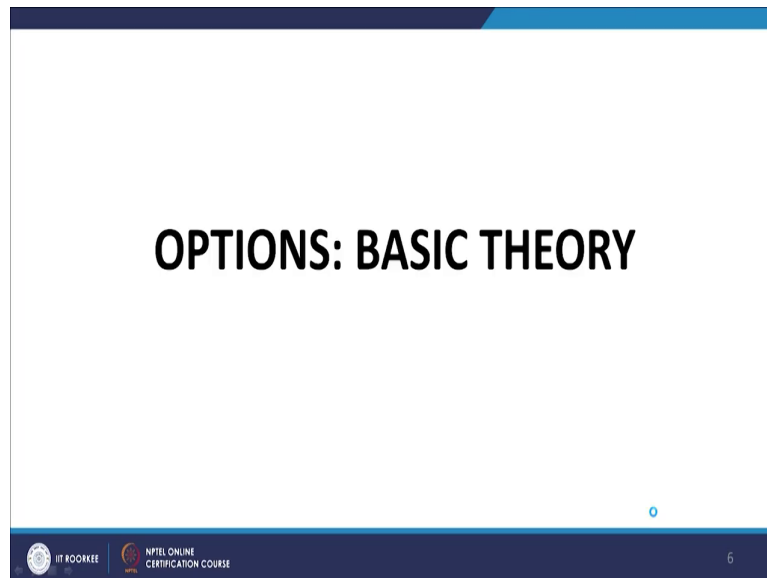 OPTIONS: BASIC THEORY
IIT ROORKEE
NPTEL ONLINE
CERTIFICATION COURSE
6